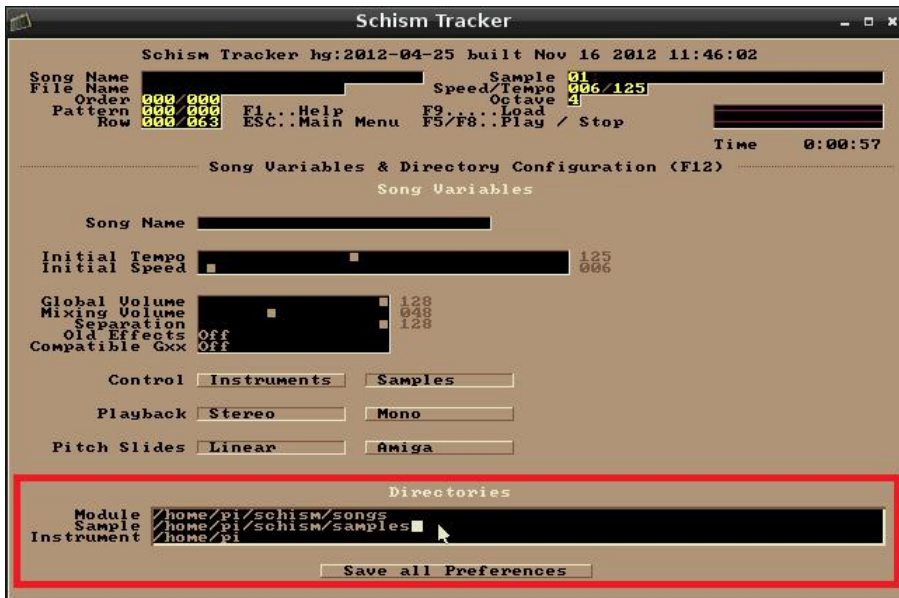 Schism Tracker
Schism Tracker hg:2012-04-25 built Nov 16 2012 11:46:02
Song Name
Sample 01
File Name
Speed/Tempo 006/125
Order 000/000
Octave 4
Pattern 000/000 F1...Help F9.....Load
Row 000/063 ESC..Main Menu F5/F8..Play / Stop
Time 0:00:57
Song Variables & Directory Configuration (F12)
Song Variables
Song Name
Initial Tempo 125
Initial Speed 006
Global Volume 128
Mixing Volume 048
Separation 128
Old Effects Off
Compatible Gxx Off
Control Instruments Samples
Playback Stereo Mono
Pitch Slides Linear Amiga
Directories
Module /home/pi/schism/songs
Sample /home/pi/schism/samples
Instrument /home/pi
Save all Preferences